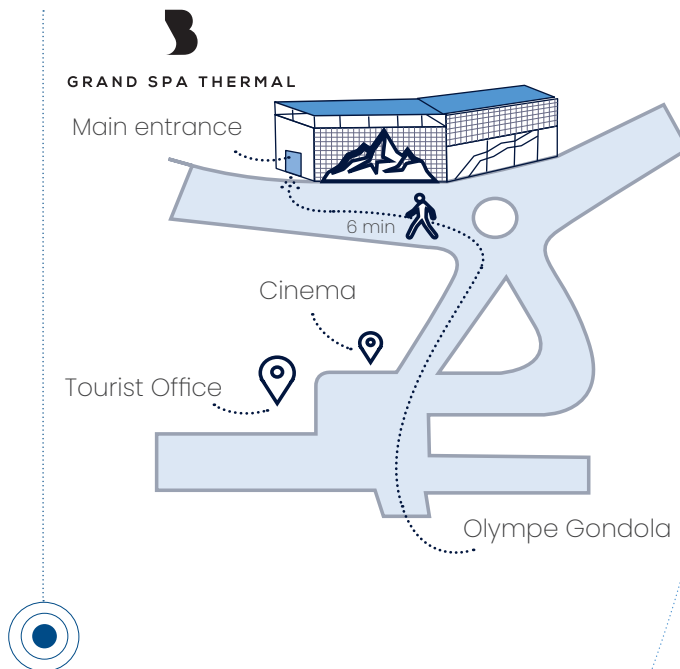 GRAND SPA THERMAL
Main entrance
6 min
Cinema
Tourist Office
Olympe Gondola